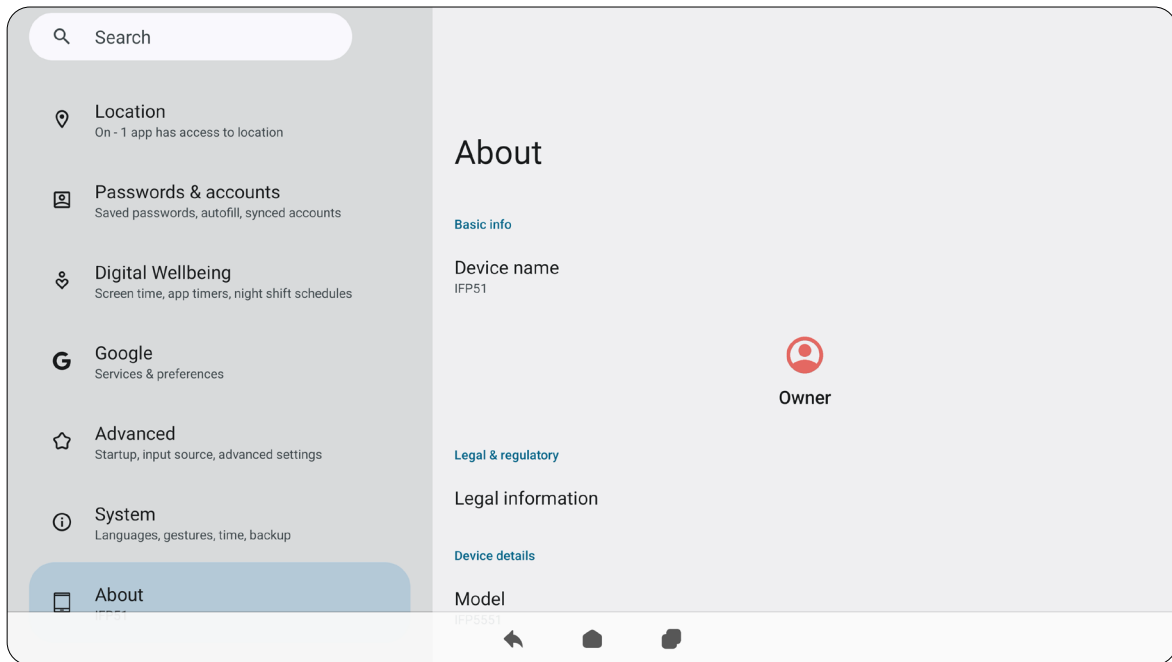 Search
Location
On - 1 app has access to location
Passwords & accounts
Saved passwords, autofill, synced accounts
Digital Wellbeing
Screen time, app timers, night shift schedules
Google
Services & preferences
Advanced
Startup, input source, advanced settings
System
Languages, gestures, time, backup
About
IFP51
About
Basic info
Device name
IFP51
Owner
Legal & regulatory
Legal information
Device details
Model
IFP5551